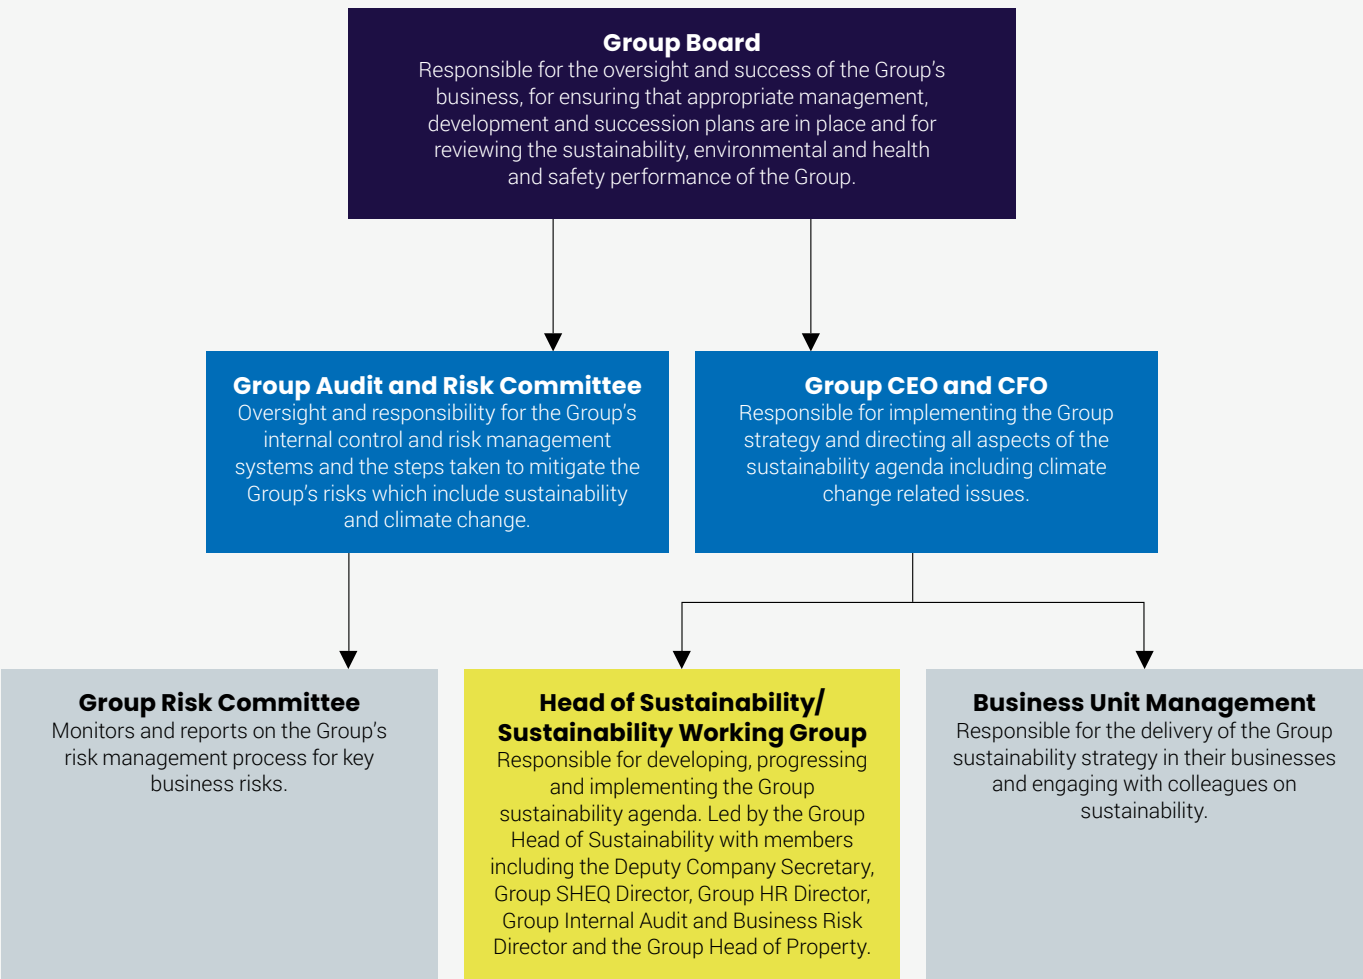 Group Board
Responsible for the oversight and success of the Group’s
business, for ensuring that appropriate management,
development and succession plans are in place and for
reviewing the sustainability, environmental and health
and safety performance of the Group.
Group Audit and Risk Committee
Oversight and responsibility for the Group’s
internal control and risk management
systems and the steps taken to mitigate the
Group’s risks which include sustainability
and climate change.
Group CEO and CFO
Responsible for implementing the Group
strategy and directing all aspects of the
sustainability agenda including climate
change related issues.
Group Risk Committee
Monitors and reports on the Group’s
risk management process for key
business risks.
Head of Sustainability/
Sustainability Working Group
Responsible for developing, progressing
and implementing the Group
sustainability agenda. Led by the Group
Head of Sustainability with members
including the Deputy Company Secretary,
Group SHEQ Director, Group HR Director,
Group Internal Audit and Business Risk
Director and the Group Head of Property.
Business Unit Management
Responsible for the delivery of the Group
sustainability strategy in their businesses
and engaging with colleagues on
sustainability.